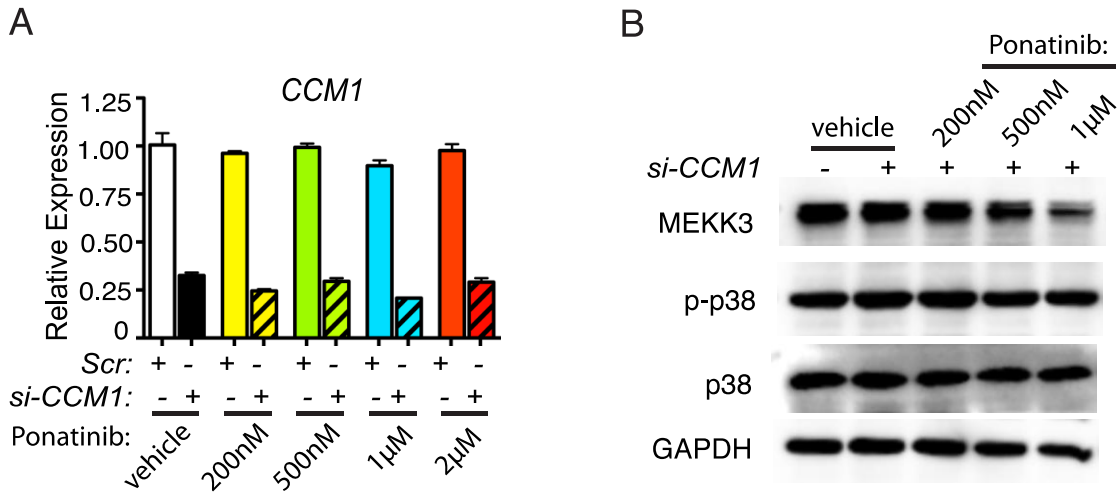 A
CCM1
Relative Expression
1.25
1.00
0.75
0.50
0.25
0
Scr: + - + - + - + - + -
si-CCM1: - + - + - + - + - +
Ponatinib: vehicle 200nM 500nM 1µM 2µM
B
Ponatinib:
vehicle 200nM 500nM 1µM
si-CCM1 - + + + +
MEKK3
p-p38
p38
GAPDH